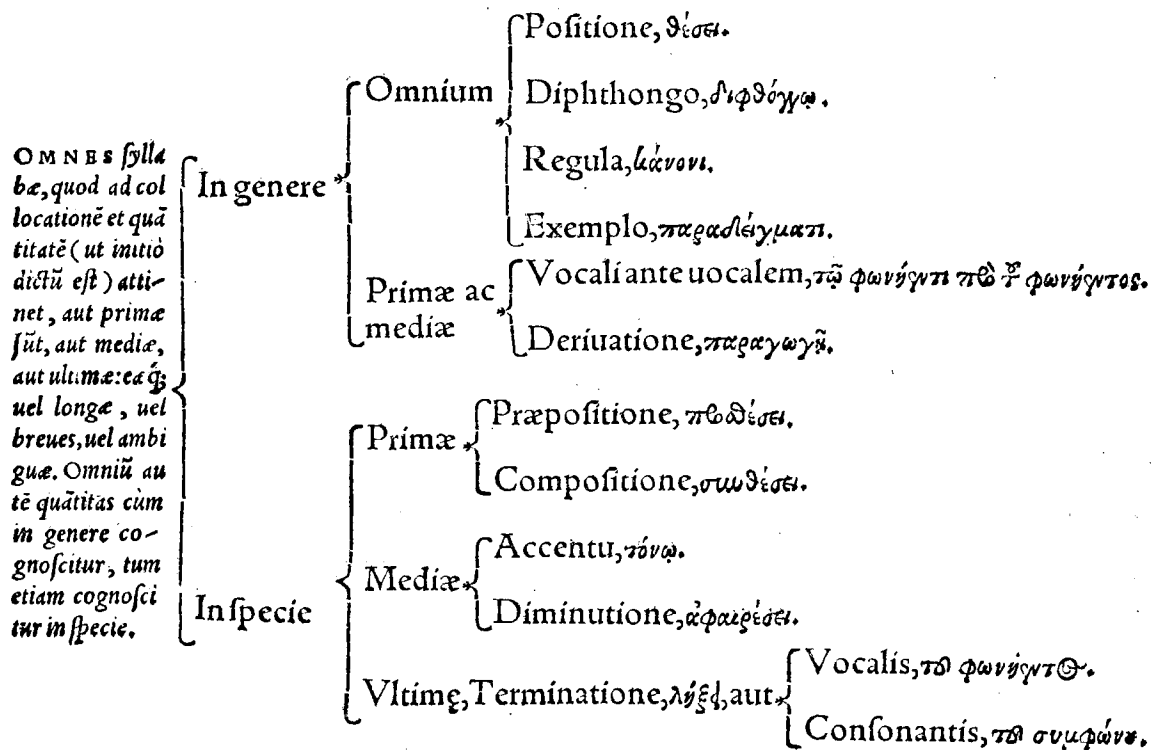 OMNES ſylla
bæ, quod ad col
locationē et quā
titatē (ut initiò
dictū eſt) atti-
net, aut primæ
ſūt, aut mediæ,
aut ultimæ: eæq́;
uel longæ, uel
breues, uel ambi
guæ. Omniū au
tē quātitas cùm
in genere co-
gnoſcitur, tum
etiam cognoſci
tur in ſpecie.
In genere
Omnium
Poſitione, θέσει.
Diphthongo, διφθόγγῳ.
Regula, κάνονι.
Exemplo, παραδείγματι.
Primæ ac
mediæ
Vocali ante uocalem, τῷ φωνήεντι πρὸ τοῦ φωνήεντος.
Deriuatione, παραγωγῇ.
In ſpecie
Primæ
Præpoſitione, προθέσει.
Compoſitione, συνθέσει.
Mediæ
Accentu, τόνῳ.
Diminutione, ἀφαιρέσει.
Vltimę, Terminatione, λήξει, aut
Vocalis, τοῦ φωνήεντος.
Conſonantis, τοῦ συμφώνου.